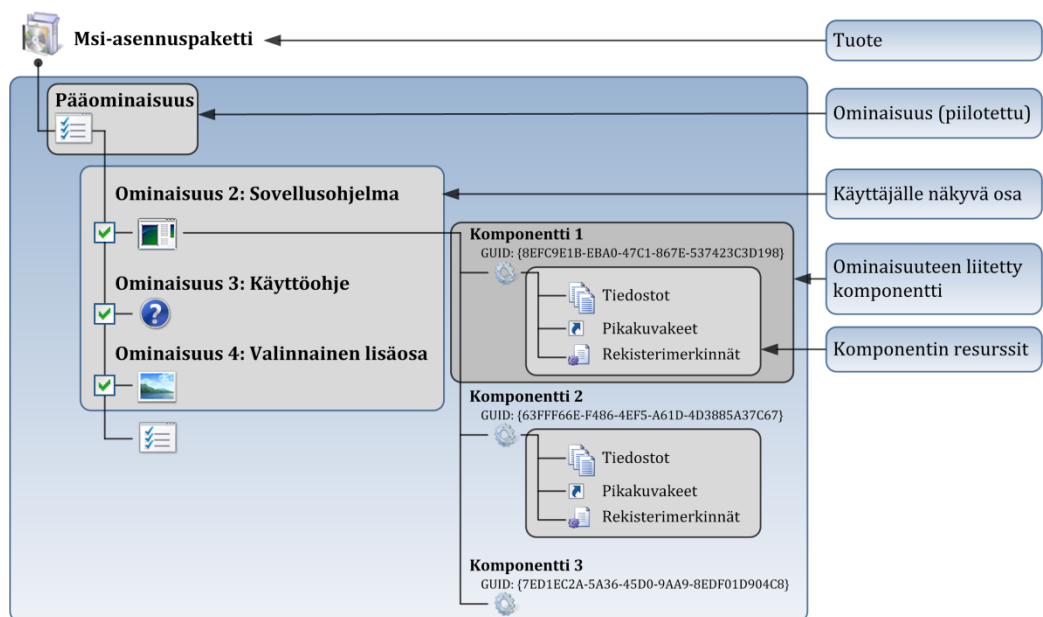 Msi-asennuspaketti
Tuote
Pääominaisuus
Ominaisuus (piilotettu)
Ominaisuus 2: Sovellusohjelma
Käyttäjälle näkyvä osa
Komponentti 1
GUID: {8EFC9E1B-EBA0-47C1-867E-537423C3D198}
Ominaisuuteen liitetty
komponentti
Ominaisuus 3: Käyttöohje
Tiedostot
Pikakuvakeet
Rekisterimerkinnät
Komponentin resurssit
Ominaisuus 4: Valinnainen lisäosa
Komponentti 2
GUID: {63FFF66E-F486-4EF5-A61D-4D3885A37C67}
Tiedostot
Pikakuvakeet
Rekisterimerkinnät
Komponentti 3
GUID: {7ED1EC2A-5A36-45D0-9AA9-8EDF01D904C8}